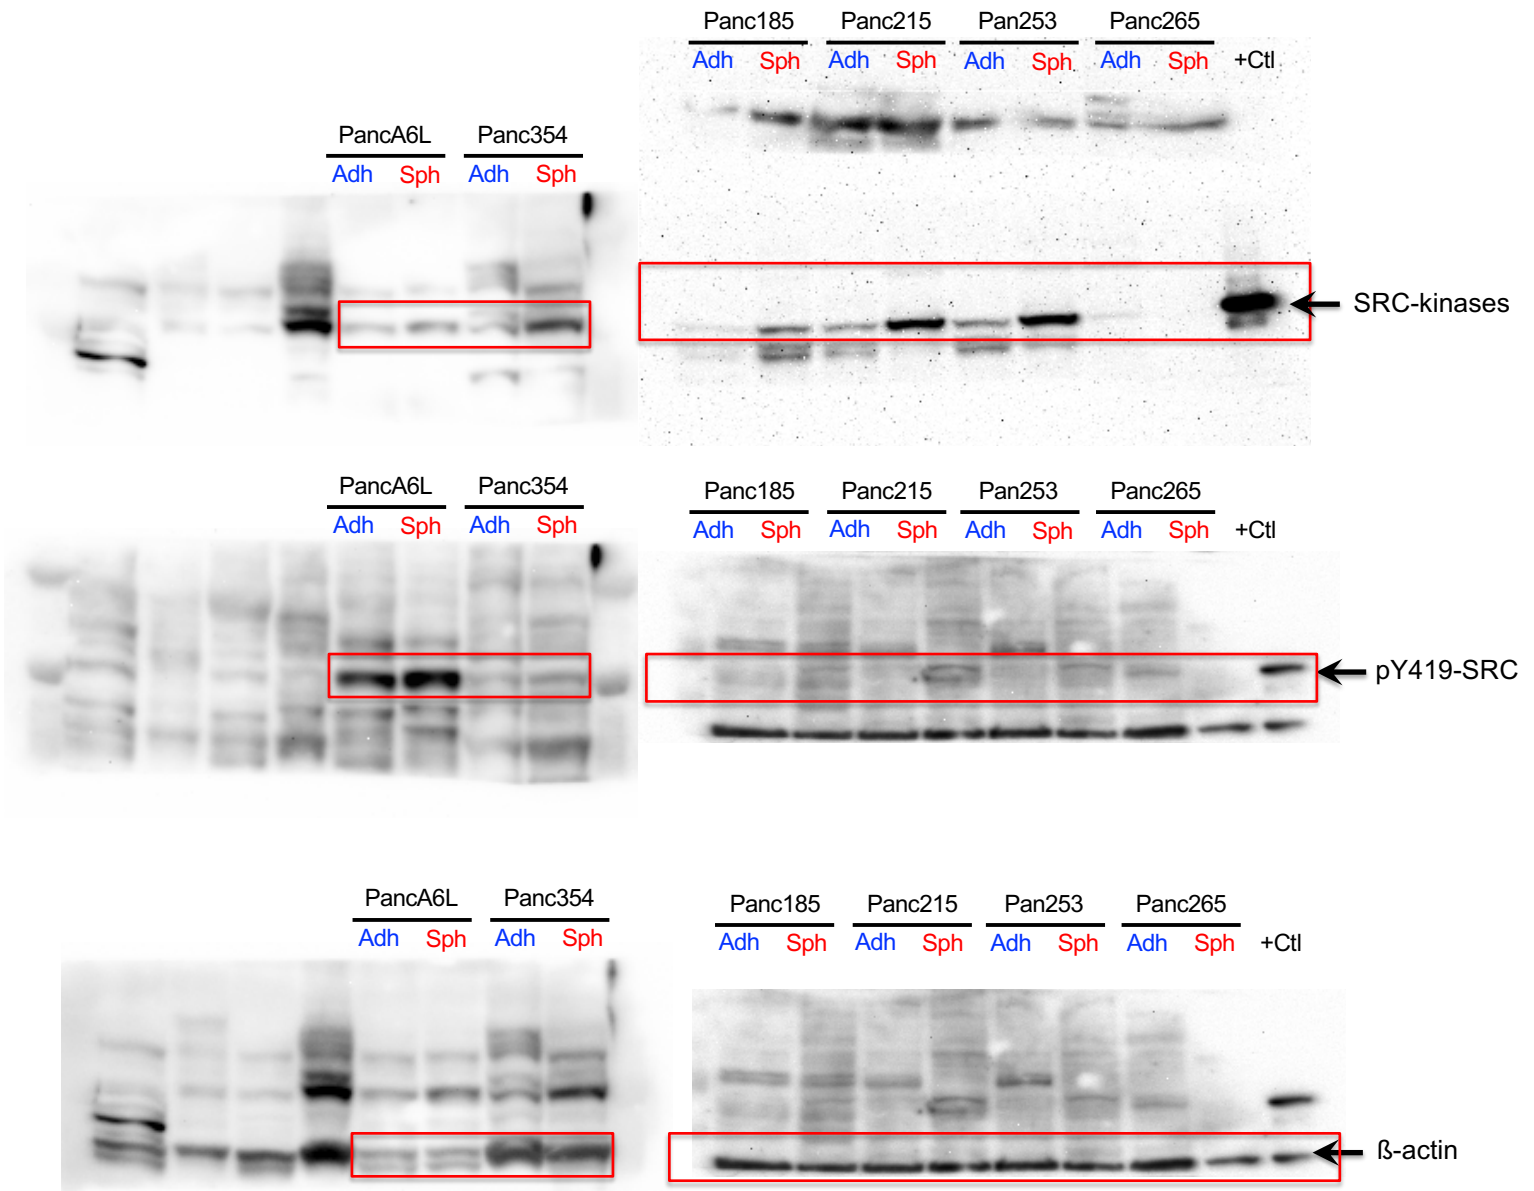 Panc185 Panc215 Pan253 Panc265
Adh Sph Adh Sph Adh Sph Adh Sph +Ctl
PancA6L Panc354
Adh Sph Adh Sph
SRC-kinases
PancA6L Panc354
Adh Sph Adh Sph
Panc185 Panc215 Pan253 Panc265
Adh Sph Adh Sph Adh Sph Adh Sph +Ctl
pY419-SRC
PancA6L Panc354
Adh Sph Adh Sph
Panc185 Panc215 Pan253 Panc265
Adh Sph Adh Sph Adh Sph Adh Sph +Ctl
ß-actin